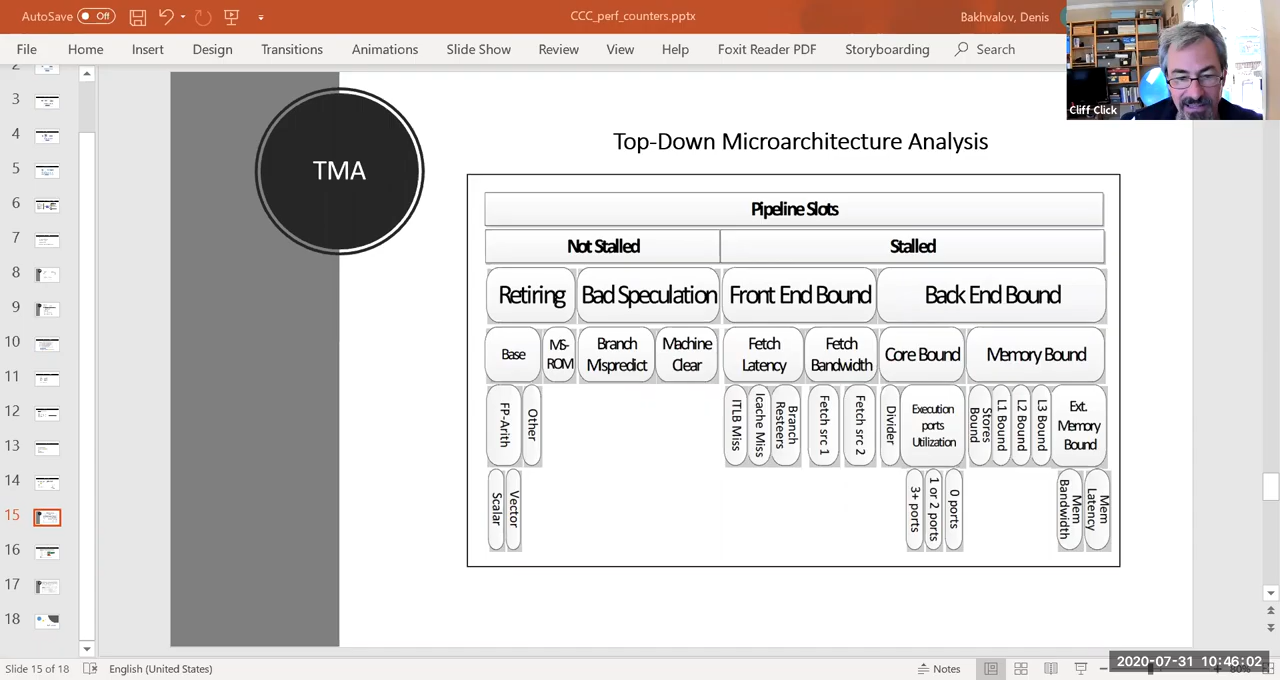 AutoSave Off
CCC_perf_counters.pptx
Bakhvalov, Denis
File Home Insert Design Transitions Animations Slide Show Review View Help Foxit Reader PDF Storyboarding Search
Cliff Click
3
4
5
6
7
8
9
10
11
12
13
14
15
16
17
18
TMA
Top-Down Microarchitecture Analysis
Pipeline Slots
Not Stalled
Stalled
Retiring
Bad Speculation
Front End Bound
Back End Bound
Base
MS-
ROM
Branch
Mispredict
Machine
Clear
Fetch
Latency
Fetch
Bandwidth
Core Bound
Memory Bound
FP-Arith
Other
ITLB Miss
Icache Miss
Branch
Resteers
Fetch src 1
Fetch src 2
Divider
Execution
ports
Utilization
Stores
Bound
L1 Bound
L2 Bound
L3 Bound
Ext.
Memory
Bound
Scalar
Vector
3+ ports
1 or 2 ports
0 ports
Mem
Bandwidth
Mem
Latency
Slide 15 of 18
English (United States)
Notes
2020-07-31 10:46:02